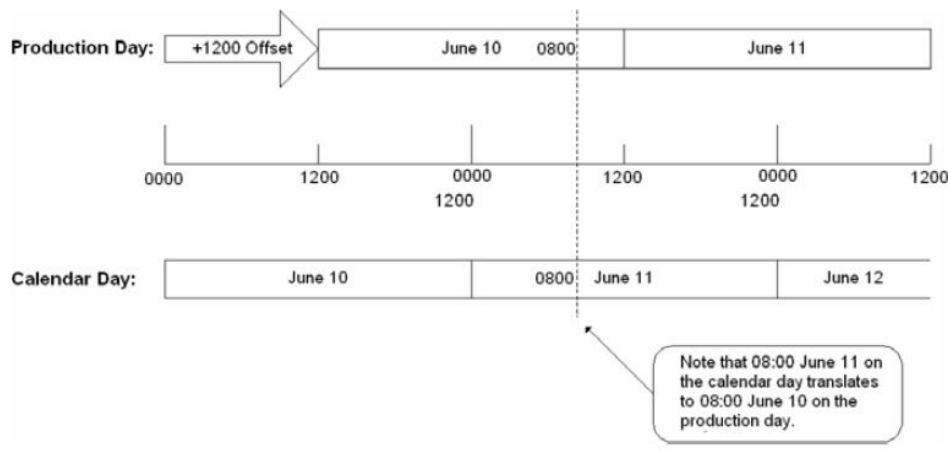 Production Day: +1200 Offset June 10 0800 June 11
0000 1200 0000 1200 0000 1200
1200 1200
Calendar Day: June 10 0800 June 11 June 12
Note that 08:00 June 11 on
the calendar day translates
to 08:00 June 10 on the
production day.